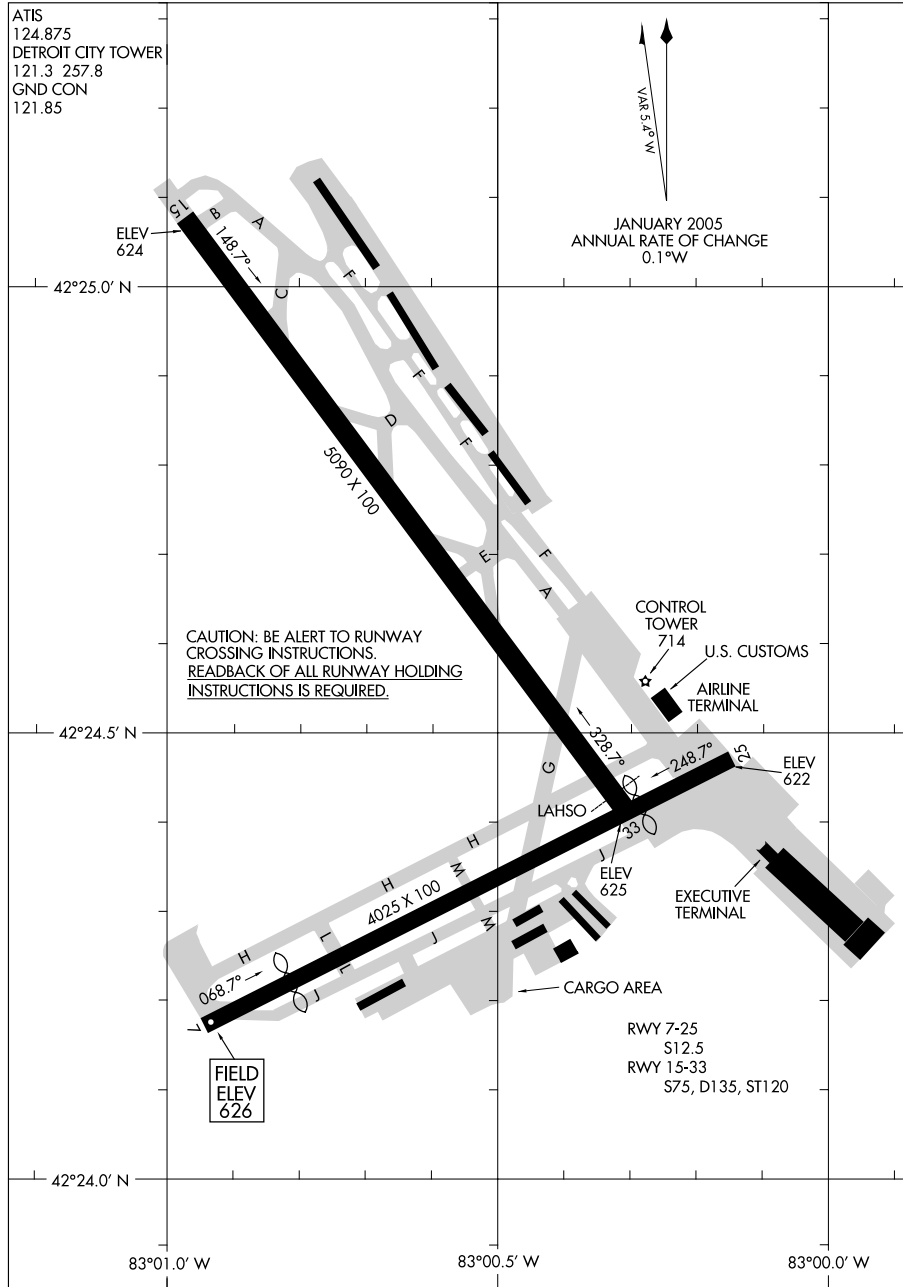 ATIS
124.875
DETROIT CITY TOWER
121.3 257.8
GND CON
121.85
VAR 5.4° W
JANUARY 2005
ANNUAL RATE OF CHANGE
0.1°W
15
B
A
ELEV
624
148.7°
C
F
42°25.0' N
F
D
F
5090 X 100
E
F
A
CONTROL
TOWER
714
U.S. CUSTOMS
AIRLINE
TERMINAL
CAUTION: BE ALERT TO RUNWAY
CROSSING INSTRUCTIONS.
READBACK OF ALL RUNWAY HOLDING
INSTRUCTIONS IS REQUIRED.
42°24.5' N
328.7°
248.7°
25
ELEV
622
G
LAHSO
33
J
ELEV
625
H
H
M
4025 X 100
EXECUTIVE
TERMINAL
M
J
L
H
L
068.7°
J
CARGO AREA
7
RWY 7-25
S12.5
RWY 15-33
S75, D135, ST120
FIELD
ELEV
626
42°24.0' N
83°01.0' W
83°00.5' W
83°00.0' W